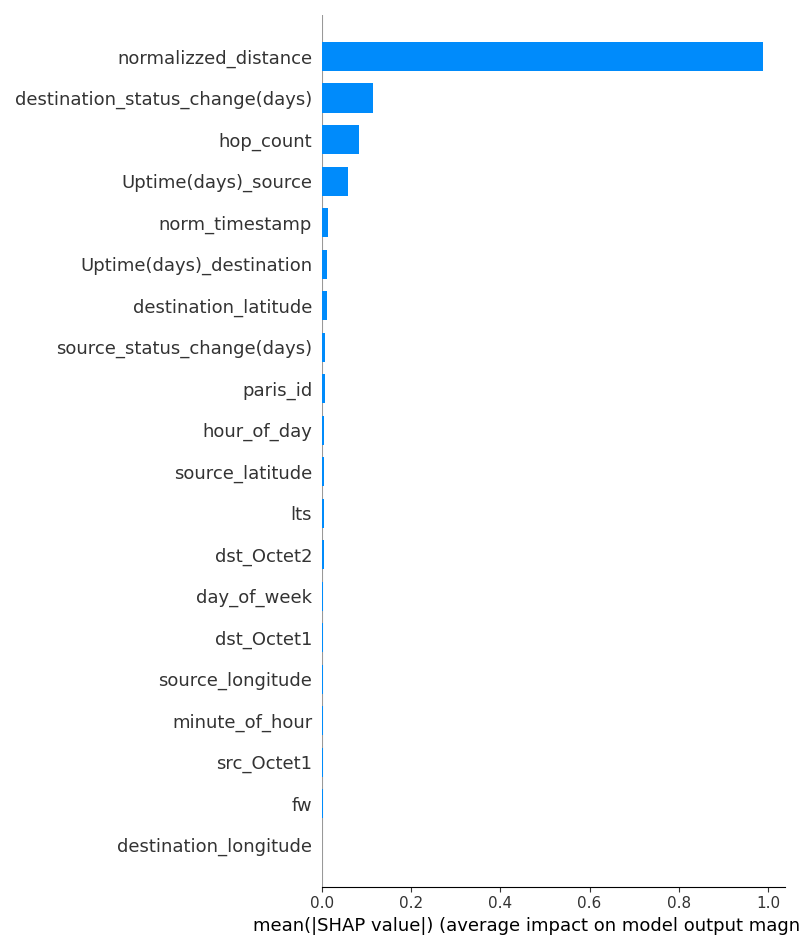 normalizzed_distance
destination_status_change(days)
hop_count
Uptime(days)_source
norm_timestamp
Uptime(days)_destination
destination_latitude
source_status_change(days)
paris_id
hour_of_day
source_latitude
lts
dst_Octet2
day_of_week
dst_Octet1
source_longitude
minute_of_hour
src_Octet1
fw
destination_longitude
0.0 0.2 0.4 0.6 0.8 1.0
mean(|SHAP value|) (average impact on model output magn